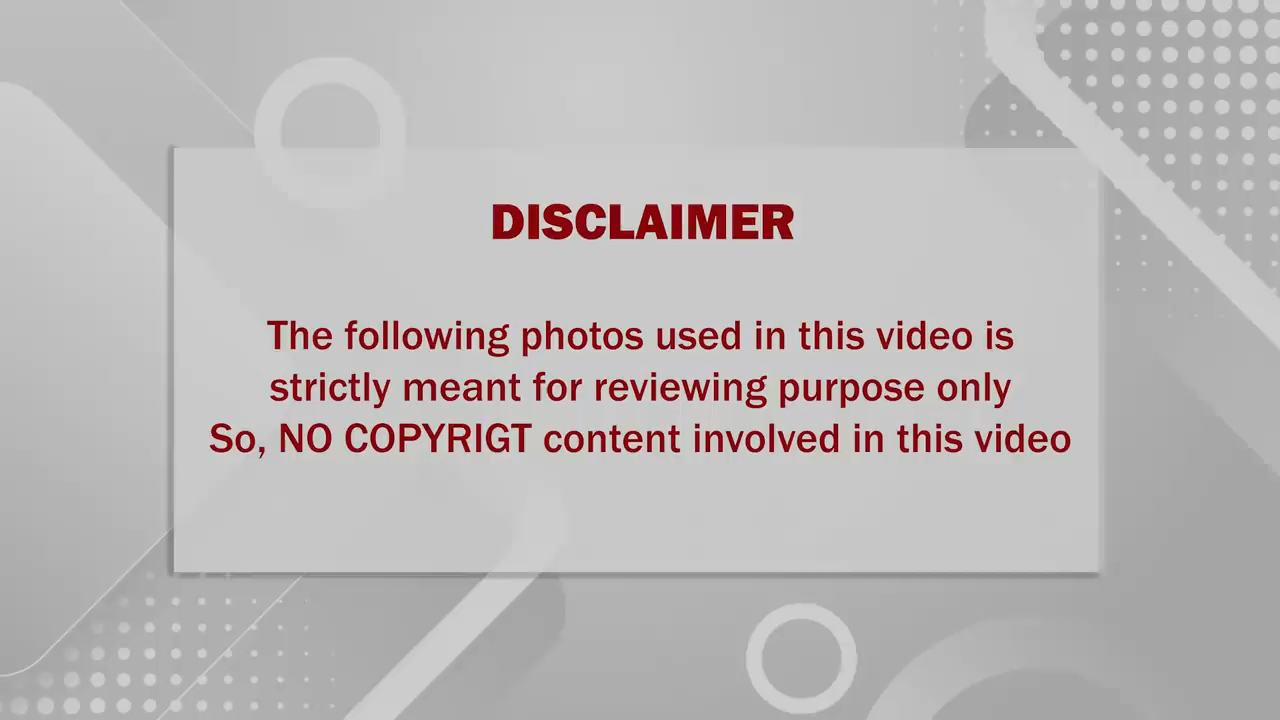 DISCLAIMER
The following photos used in this video is
strictly meant for reviewing purpose only
So, NO COPYRIGT content involved in this video